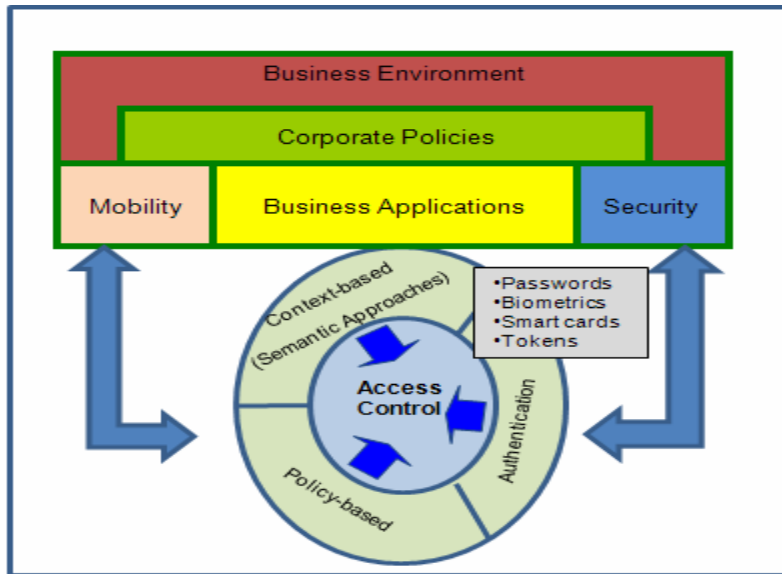 Business Environment
Corporate Policies
Mobility
Business Applications
Security
Context-based
(Semantic Approaches)
•Passwords
•Biometrics
•Smart cards
•Tokens
Access
Control
Authentication
Policy-based